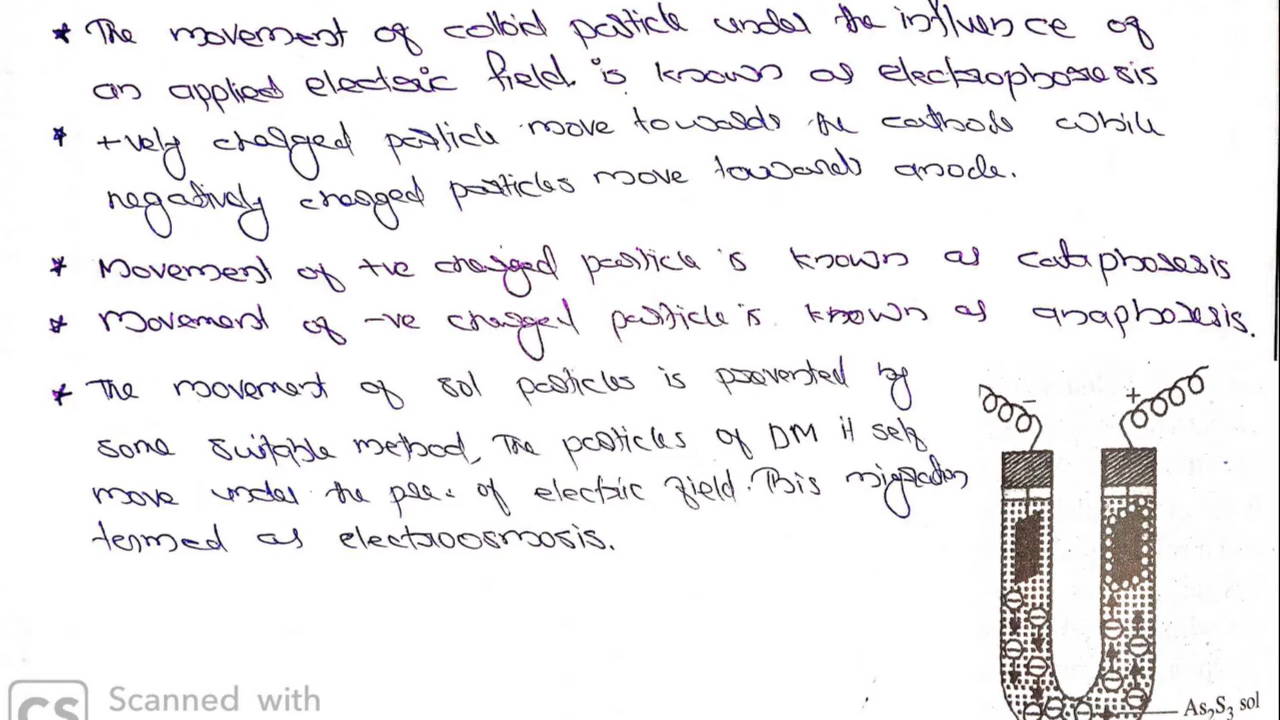 * The movement of colloid particle under the influence of
an applied electric field. is known as electrophoresis
* +vely charged particle move towards the cathode while
negatively charged particles move towards anode.
* Movement of +ve charged particle is known as cataphoresis
* Movement of -ve charged particle is known as anaphoresis.
* The movement of sol particles is prevented by
some suitable method, The particles of DM it self
move under the pre. of electric field. This migration
termed as electroosmosis.
- +
As₂S₃ sol
CS Scanned with